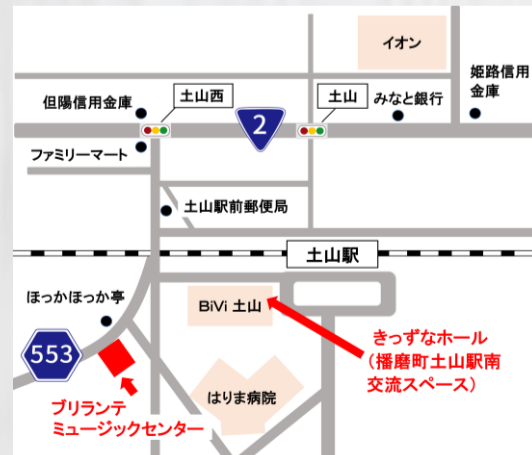 イオン
姫路信用
金庫
但陽信用金庫
土山西
土山
みなと銀行
2
ファミリーマート
土山駅前郵便局
土山駅
ほっかほっか亭
BiVi 土山
553
きっずなホール
(播磨町土山駅南
交流スペース)
はりま病院
ブリランテ
ミュージックセンター